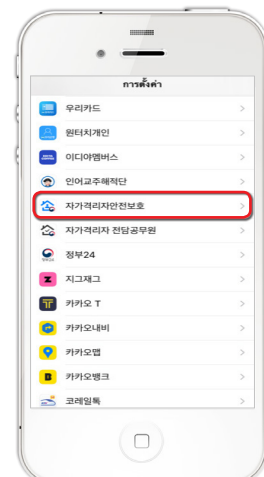 การตั้งค่า
우리카드
원터치개인
이디야멤버스
인어교주해적단
자가격리자안전보호
자가격리자 전담공무원
정부24
지그재그
카카오 T
카카오내비
카카오맵
카카오뱅크
코레일톡